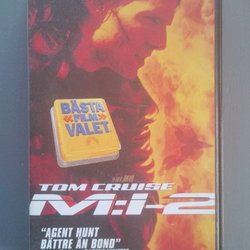 BÄSTA
«FILM»
VALET
TOM CRUISE
M:I-2
"AGENT HUNT
BÄTTRE ÄN BOND"